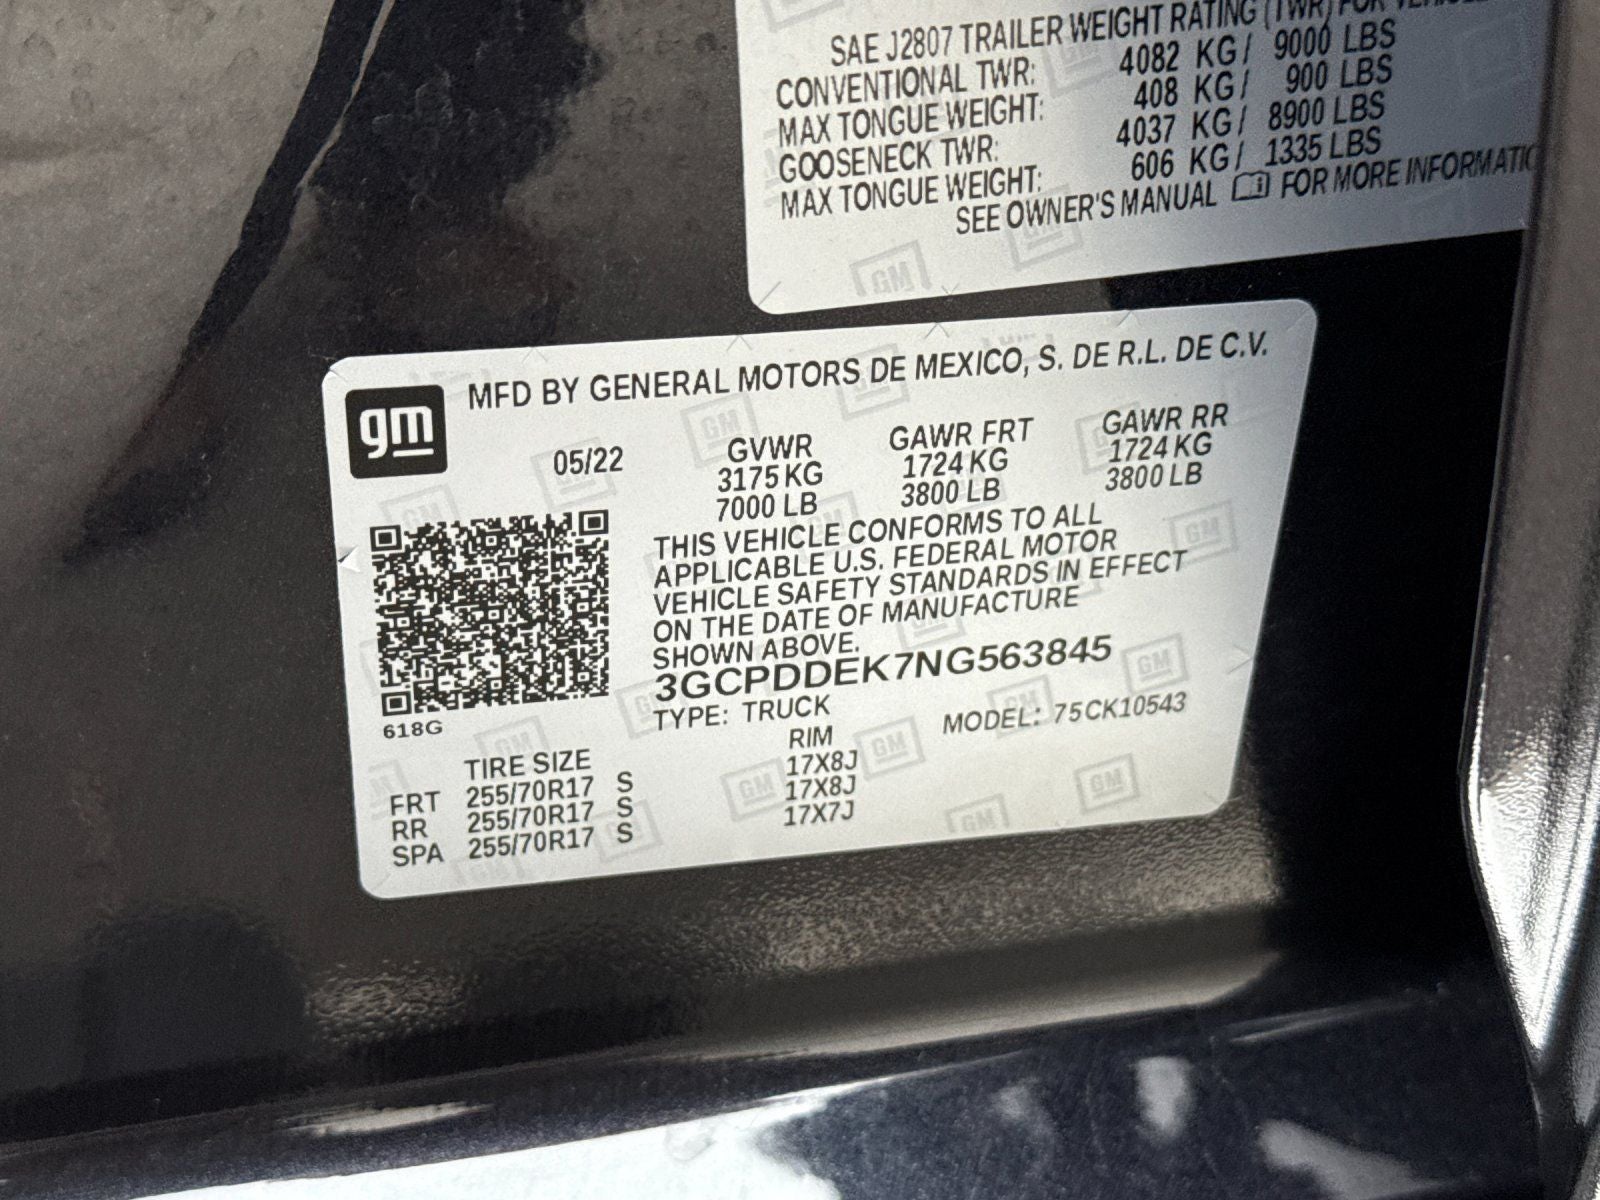 SAE J2807 TRAILER WEIGHT RATING (TWR) FOR
CONVENTIONAL TWR: 4082 KG/ 9000 LBS
MAX TONGUE WEIGHT: 408 KG/ 900 LBS
GOOSENECK TWR: 4037 KG/ 8900 LBS
MAX TONGUE WEIGHT: 606 KG/ 1335 LBS
SEE OWNER'S MANUAL FOR MORE INFORMATIO
gm
MFD BY GENERAL MOTORS DE MEXICO, S. DE R.L. DE C.V.
05/22 GVWR GAWR FRT GAWR RR
3175 KG 1724 KG 1724 KG
7000 LB 3800 LB 3800 LB
THIS VEHICLE CONFORMS TO ALL
APPLICABLE U.S. FEDERAL MOTOR
VEHICLE SAFETY STANDARDS IN EFFECT
ON THE DATE OF MANUFACTURE
SHOWN ABOVE.
3GCPDDEK7NG563845
618G
TYPE: TRUCK MODEL: 75CK10543
TIRE SIZE RIM
FRT 255/70R17 S 17X8J
RR 255/70R17 S 17X8J
SPA 255/70R17 S 17X7J